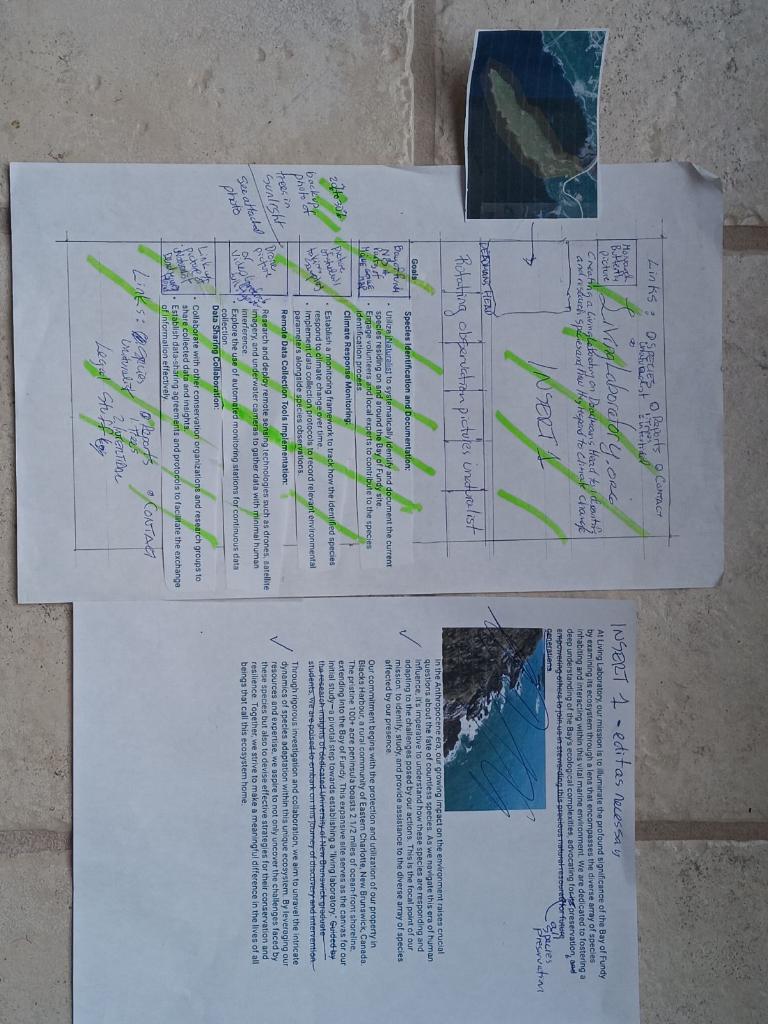 Links: SPECIES Reports CONTACT
iNaturalist 1. Trees
2. intertidal
Monarch
Butterfly
picture
LivingLaboratory.org
Creating a Living Laboratory on Deadmans Head to identify
and research species and how they respond to climate change
INSERT 1
DEADMANS HEAD
Rotating observation pictures iNaturalist
Goals
Species Identification and Documentation:
• Utilize iNaturalist to systematically identify and document the current
species residing on and around the Bay of Fundy site.
• Engage volunteers and local experts to contribute to the species
identification process
Climate Response Monitoring:
• Establish a monitoring framework to track how the identified species
respond to climate change over time.
• Implement data collection protocols to record relevant environmental
parameters alongside species observations.
Remote Data Collection Tools Implementation:
• Research and deploy remote sensing technologies such as drones, satellite
imagery, and underwater cameras to gather data with minimal human
interference.
• Explore the use of automated monitoring stations for continuous data
collection.
Data Sharing Collaboration:
• Collaborate with other conservation organizations and research groups to
share collected data and insights.
• Establish data-sharing agreements and protocols to facilitate the exchange
of information effectively.
Bay of Fundy
Picture
of student
taking
sampling
Drone
picture
or
Video
Link up
picture of
Deadmans
Head
20 to 30%
backup
photo of
trees in
Sunlight
see attached
photo
Links: Species Reports CONTACT
iNaturalist 1. Trees
2. INTERTIDAL
Legal Stuff
INSERT 1 - edit as necessary
At Living Laboratory, our mission is to illuminate the profound significance of the Bay of Fundy
by examining its ecosystem through a lens that encompasses the diverse array of species
inhabiting and interacting within this vital marine environment. We are dedicated to fostering a
deep understanding of the Bay's ecological complexities, advocating for its preservation, and
empowering others to join us in stewarding this precious natural resource for future
generations.
all
species
preservation
In the Anthropocene era, our growing impact on the environment raises crucial
questions about the fate of countless species. As we navigate this era of human
influence, it's imperative to understand how these species are responding and
adapting to the challenges posed by our actions. This is the focal point of our
mission: to identify, study, and provide assistance to the diverse array of species
affected by our presence.
Our commitment begins with the protection and utilization of our property in
Blacks Harbour, a rural community of Eastern Charlotte, New Brunswick, Canada.
The pristine 100+ acre peninsula boasts 2 1/2 miles of ocean-front shoreline,
extending into the Bay of Fundy. This expansive site serves as the canvas for our
initial study—a pivotal step towards establishing a "living laboratory." Guided by
the research insights of dedicated University of New Brunswick graduate
students, we are poised to embark on this journey of discovery and intervention.
Through rigorous investigation and collaboration, we aim to unravel the intricate
dynamics of species adaptation within this unique ecosystem. By leveraging our
resources and expertise, we aspire to not only uncover the challenges faced by
these species but also to devise effective strategies for their conservation and
resilience. Together, we strive to make a meaningful difference in the lives of all
beings that call this ecosystem home.